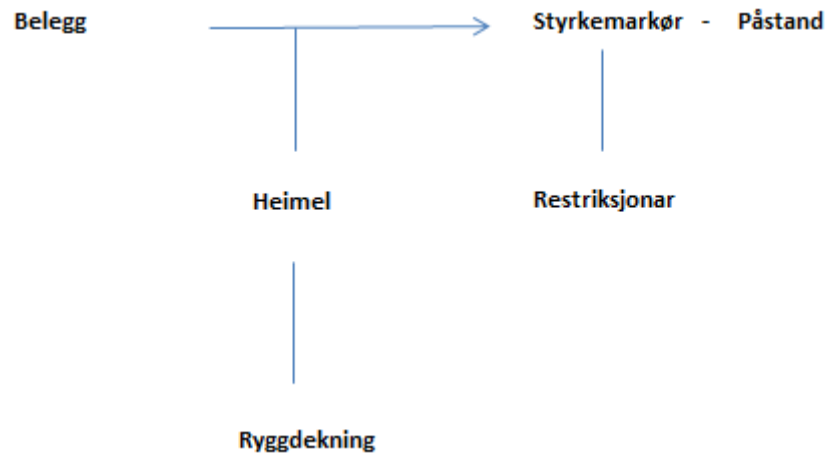 Belegg Styrkemarkør - Påstand
Heimel Restriksjonar
Ryggdekning